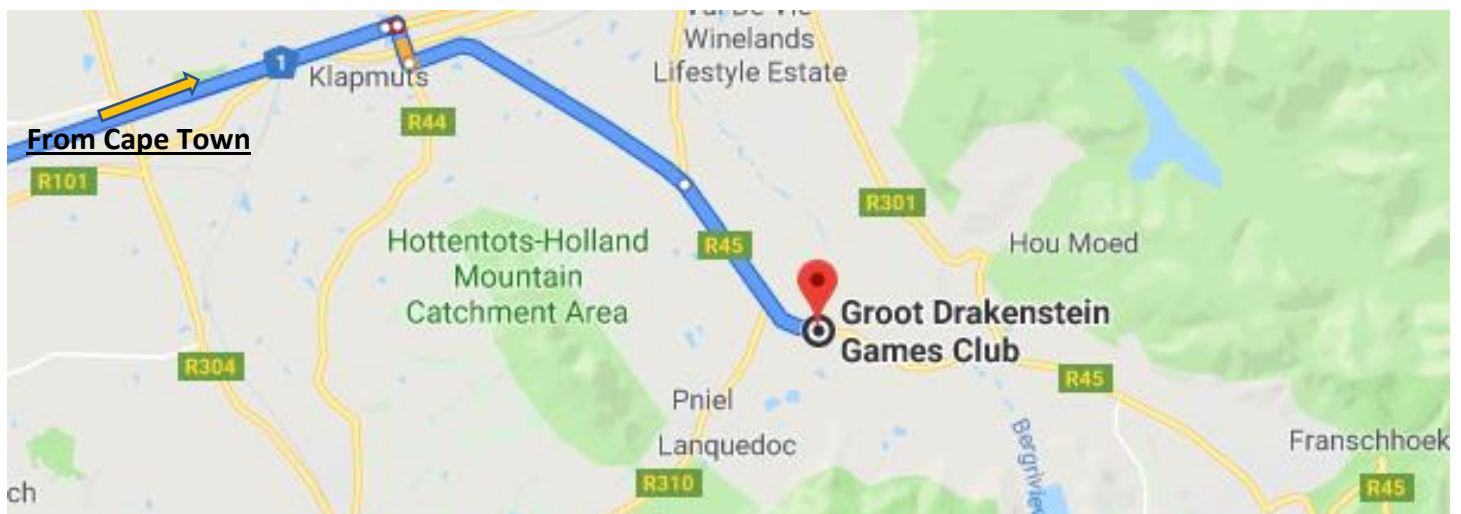 Winelands
Lifestyle Estate
1
Klapmuts
R44
From Cape Town
R101
R301
Hottentots-Holland
Mountain
Catchment Area
R45
Hou Moed
Groot Drakenstein
Games Club
R304
R45
Pniel
Lanquedoc
Franschhoek
R310
R45
ch